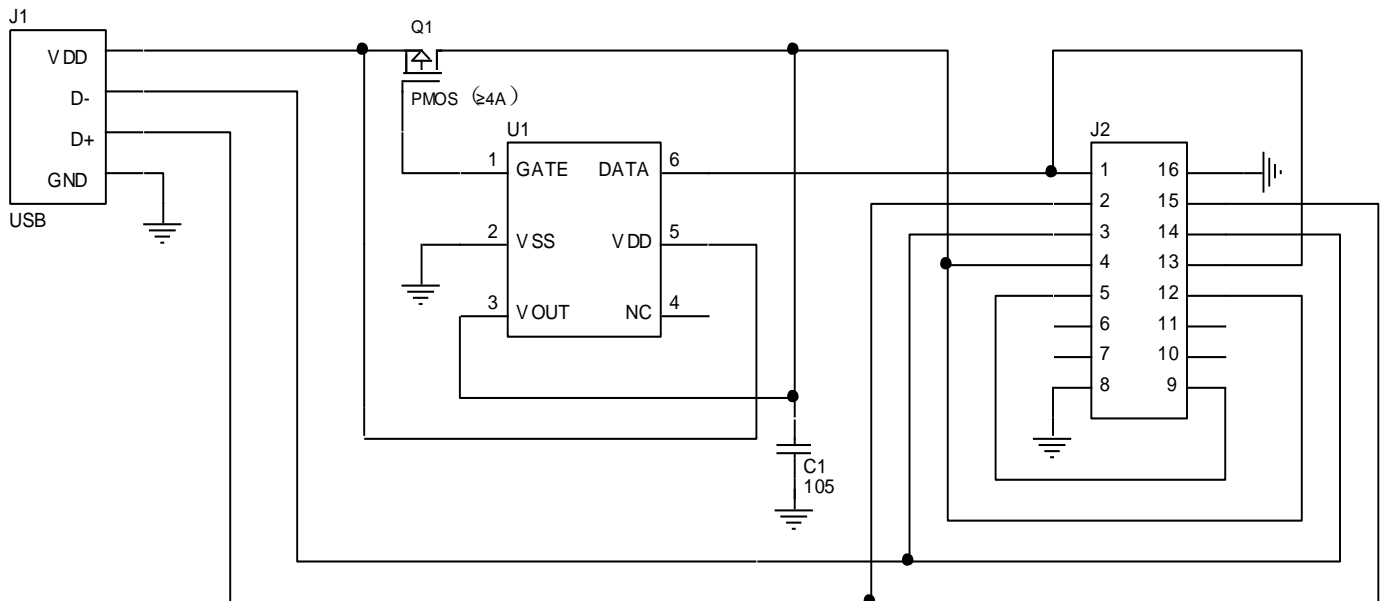 J1
VDD
D-
D+
GND
USB
Q1
PMOS (≥4A)
U1
1 GATE DATA 6
2 VSS VDD 5
3 VOUT NC 4
C1
105
J2
1 16
2 15
3 14
4 13
5 12
6 11
7 10
8 9